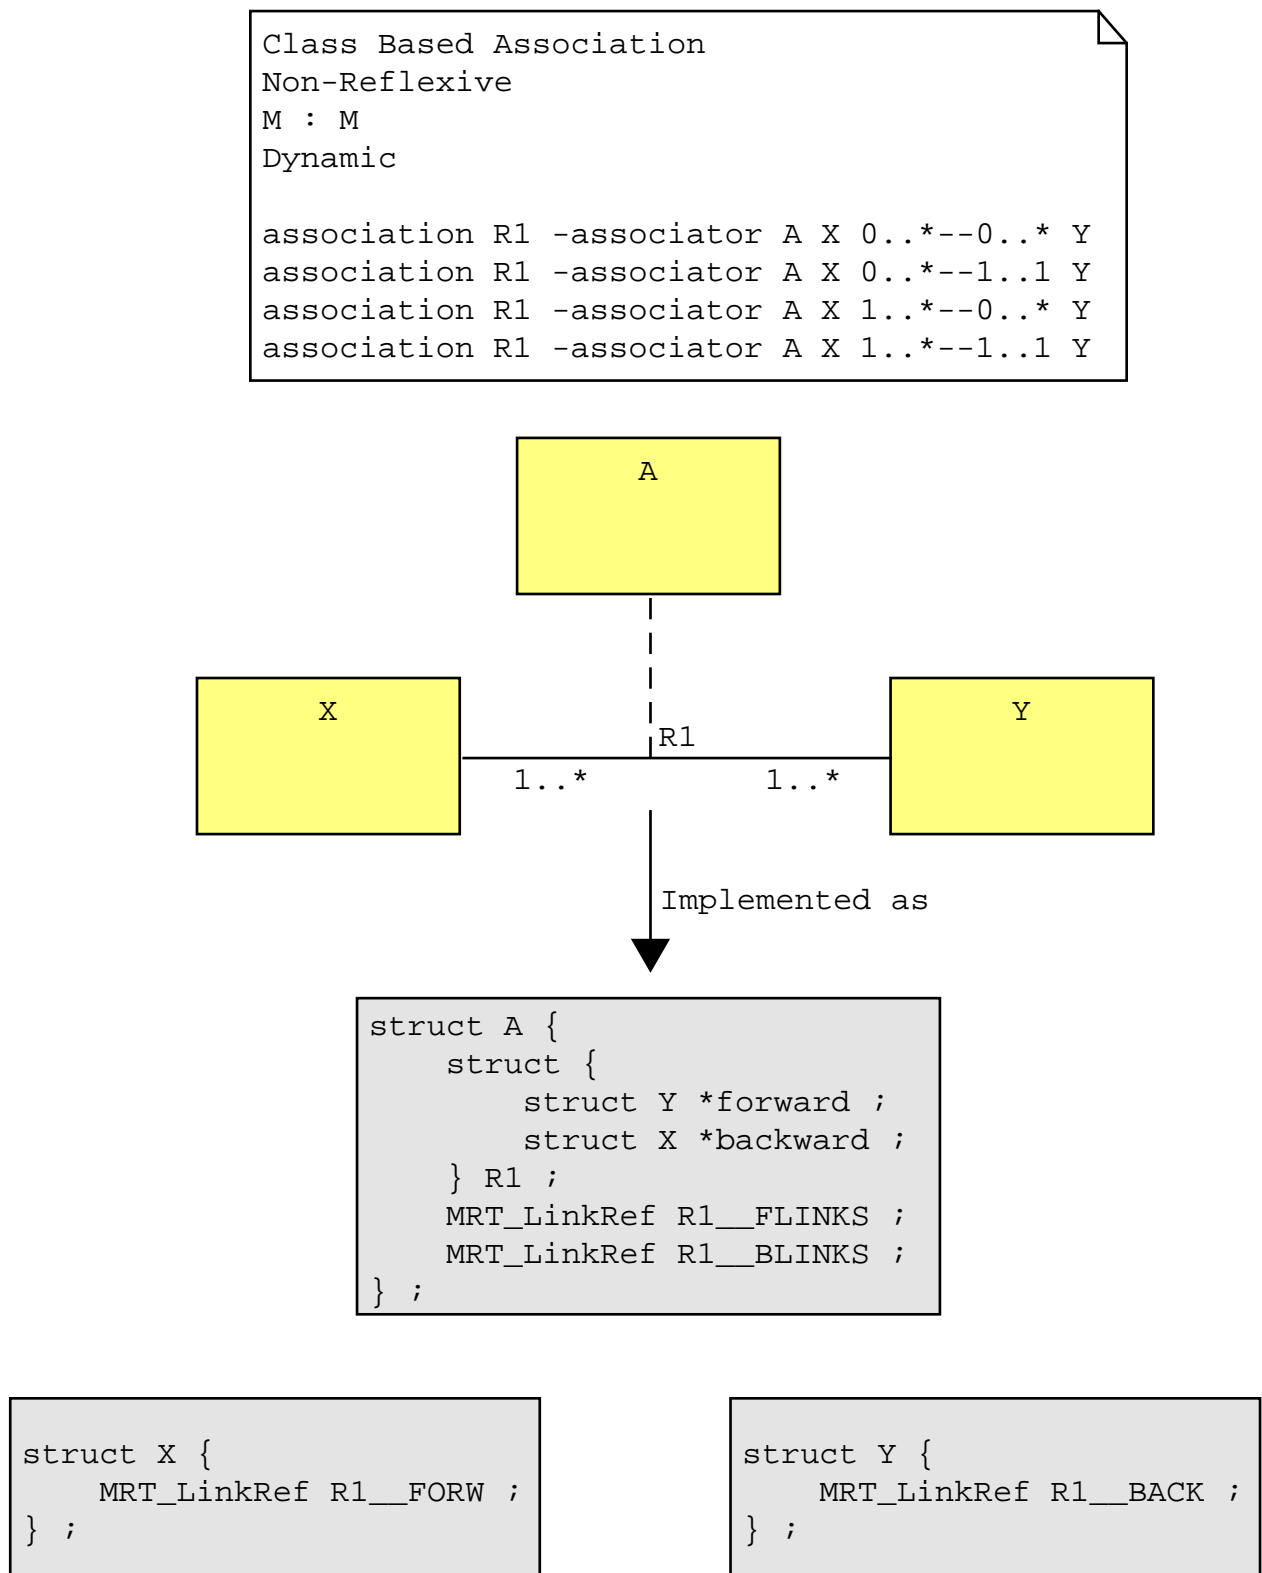 Class Based Association
Non-Reflexive
M : M
Dynamic
association R1 -associator A X 0..*--0..* Y
association R1 -associator A X 0..*--1..1 Y
association R1 -associator A X 1..*--0..* Y
association R1 -associator A X 1..*--1..1 Y
A
X
Y
R1
1..*
1..*
Implemented as
struct A {
    struct {
        struct Y *forward ;
        struct X *backward ;
    } R1 ;
    MRT_LinkRef R1__FLINKS ;
    MRT_LinkRef R1__BLINKS ;
} ;
struct X {
    MRT_LinkRef R1__FORW ;
} ;
struct Y {
    MRT_LinkRef R1__BACK ;
} ;